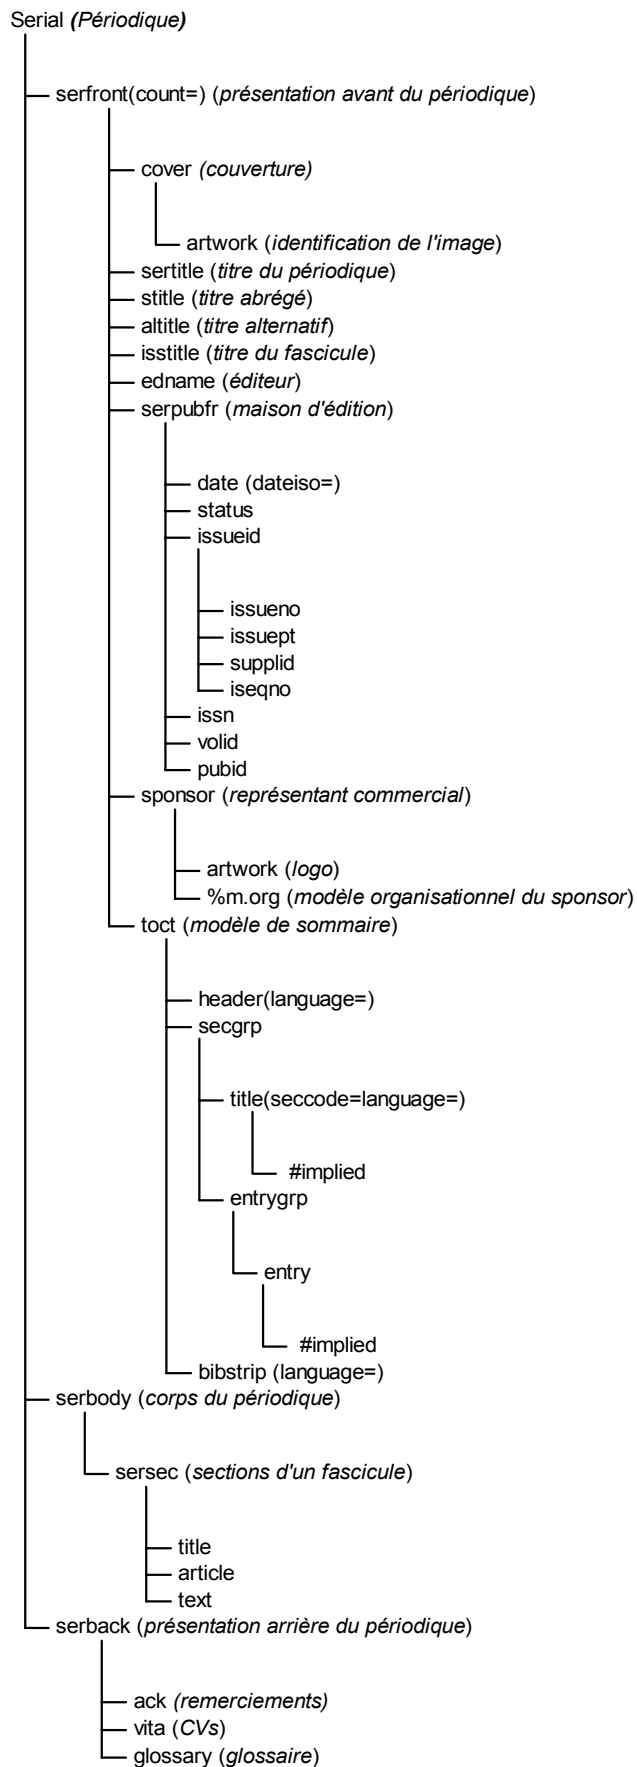 Serial (Périodique)
serfront(count=) (présentation avant du périodique)
cover (couverture)
artwork (identification de l'image)
sertitle (titre du périodique)
stitle (titre abrégé)
altitle (titre alternatif)
isstitle (titre du fascicule)
edname (éditeur)
serpubfr (maison d'édition)
date (dateiso=)
status
issueid
issueno
issuept
supplid
iseqno
issn
volid
pubid
sponsor (représentant commercial)
artwork (logo)
%m.org (modèle organisationnel du sponsor)
toct (modèle de sommaire)
header(language=)
secgrp
title(seccode=language=)
#implied
entrygrp
entry
#implied
bibstrip (language=)
serbody (corps du périodique)
sersec (sections d'un fascicule)
title
article
text
serback (présentation arrière du périodique)
ack (remerciements)
vita (CVs)
glossary (glossaire)